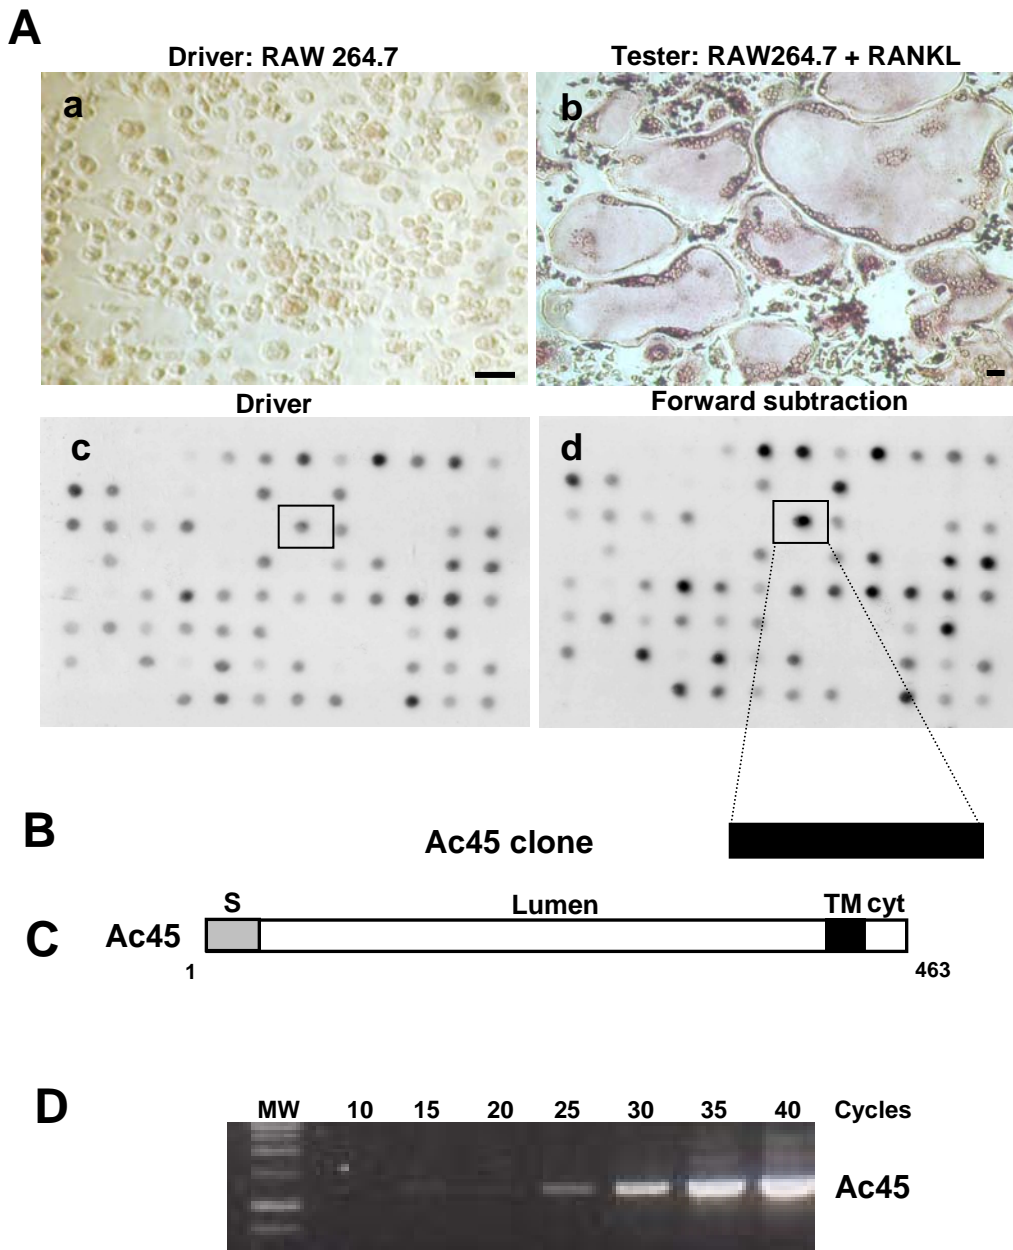 A
Driver: RAW 264.7
Tester: RAW264.7 + RANKL
a
b
Driver
Forward subtraction
c
d
B
Ac45 clone
C
Ac45
S
Lumen
TM cyt
1
463
D
MW 10 15 20 25 30 35 40 Cycles
Ac45